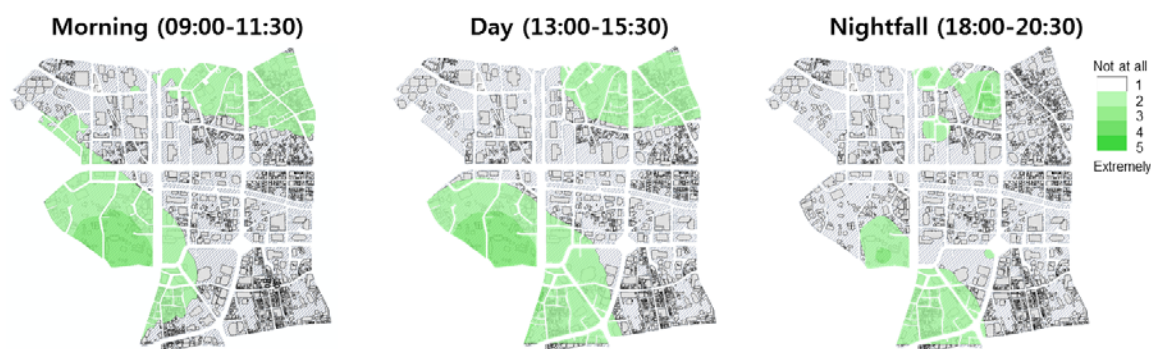 Morning (09:00-11:30)
Day (13:00-15:30)
Nightfall (18:00-20:30)
Not at all
1
2
3
4
5
Extremely